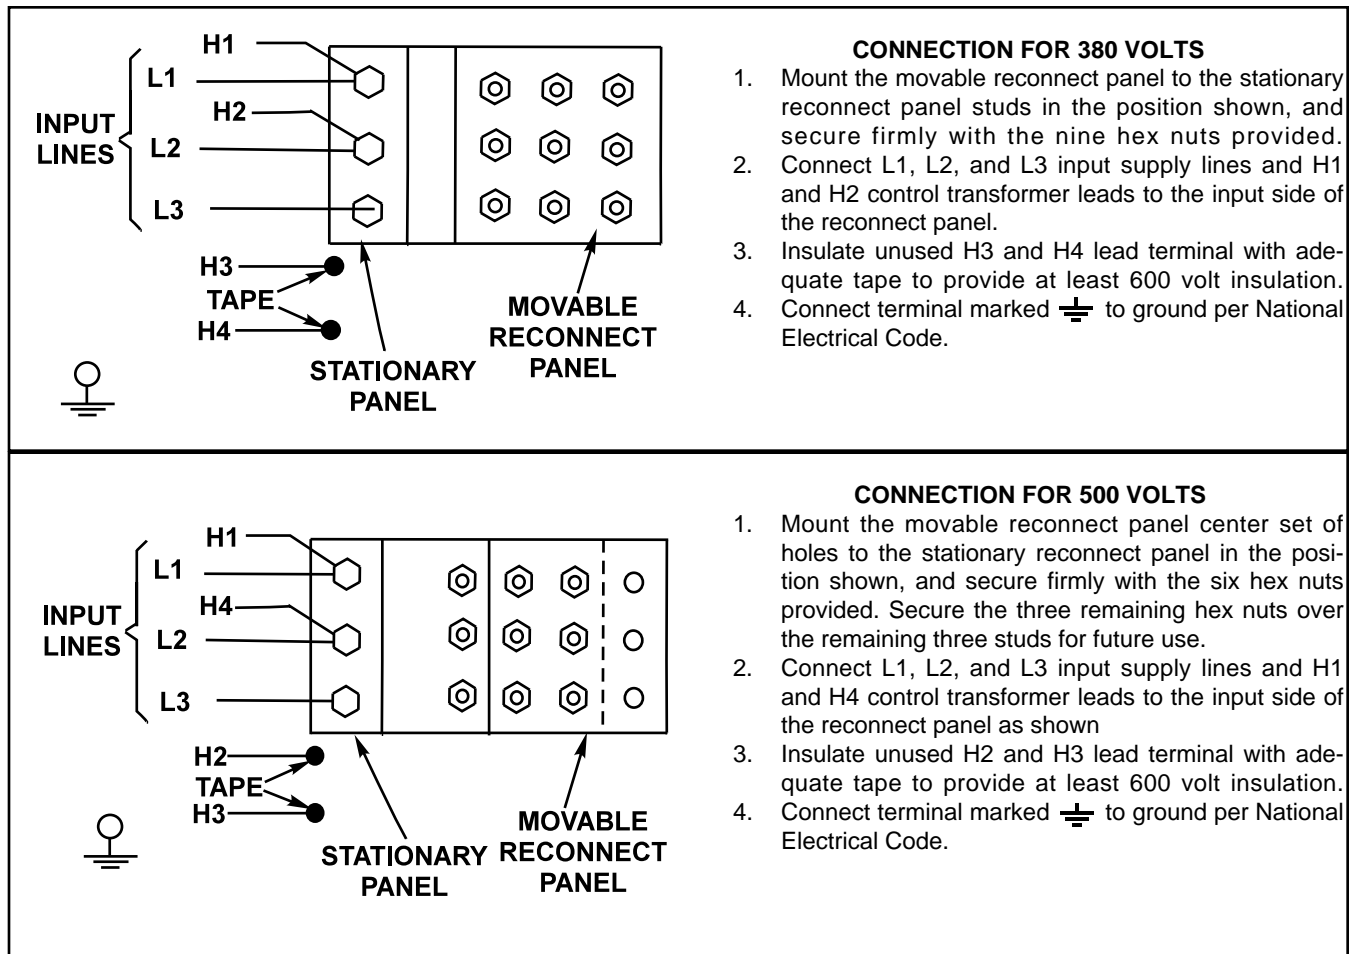 H1
L1
H2
INPUT
LINES
L2
L3
H3
TAPE
H4
MOVABLE
RECONNECT
PANEL
STATIONARY
PANEL
CONNECTION FOR 380 VOLTS
1. Mount the movable reconnect panel to the stationary
reconnect panel studs in the position shown, and
secure firmly with the nine hex nuts provided.
2. Connect L1, L2, and L3 input supply lines and H1
and H2 control transformer leads to the input side of
the reconnect panel.
3. Insulate unused H3 and H4 lead terminal with ade-
quate tape to provide at least 600 volt insulation.
4. Connect terminal marked ⏚ to ground per National
Electrical Code.
H1
L1
H4
INPUT
LINES
L2
L3
H2
TAPE
H3
MOVABLE
RECONNECT
PANEL
STATIONARY
PANEL
CONNECTION FOR 500 VOLTS
1. Mount the movable reconnect panel center set of
holes to the stationary reconnect panel in the posi-
tion shown, and secure firmly with the six hex nuts
provided. Secure the three remaining hex nuts over
the remaining three studs for future use.
2. Connect L1, L2, and L3 input supply lines and H1
and H4 control transformer leads to the input side of
the reconnect panel as shown
3. Insulate unused H2 and H3 lead terminal with ade-
quate tape to provide at least 600 volt insulation.
4. Connect terminal marked ⏚ to ground per National
Electrical Code.